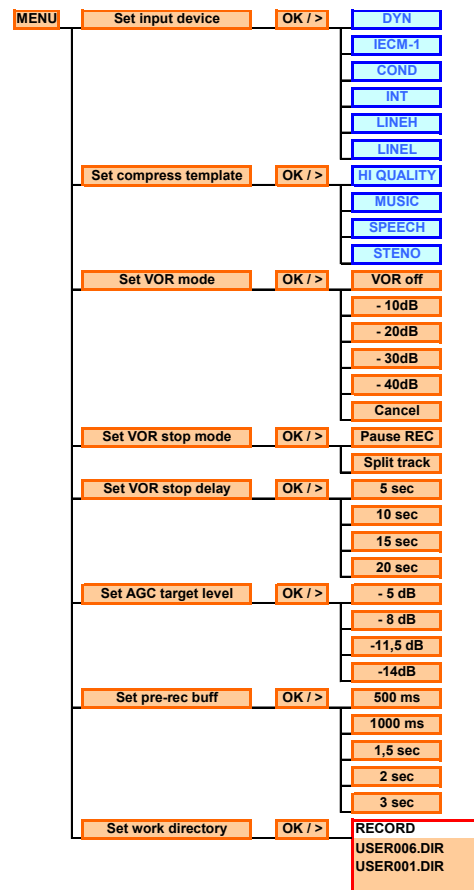 MENU Set input device OK / > DYN
IECM-1
COND
INT
LINEH
LINEL
Set compress template OK / > HI QUALITY
MUSIC
SPEECH
STENO
Set VOR mode OK / > VOR off
- 10dB
- 20dB
- 30dB
- 40dB
Cancel
Set VOR stop mode OK / > Pause REC
Split track
Set VOR stop delay OK / > 5 sec
10 sec
15 sec
20 sec
Set AGC target level OK / > - 5 dB
- 8 dB
-11,5 dB
-14dB
Set pre-rec buff OK / > 500 ms
1000 ms
1,5 sec
2 sec
3 sec
Set work directory OK / > RECORD
USER006.DIR
USER001.DIR